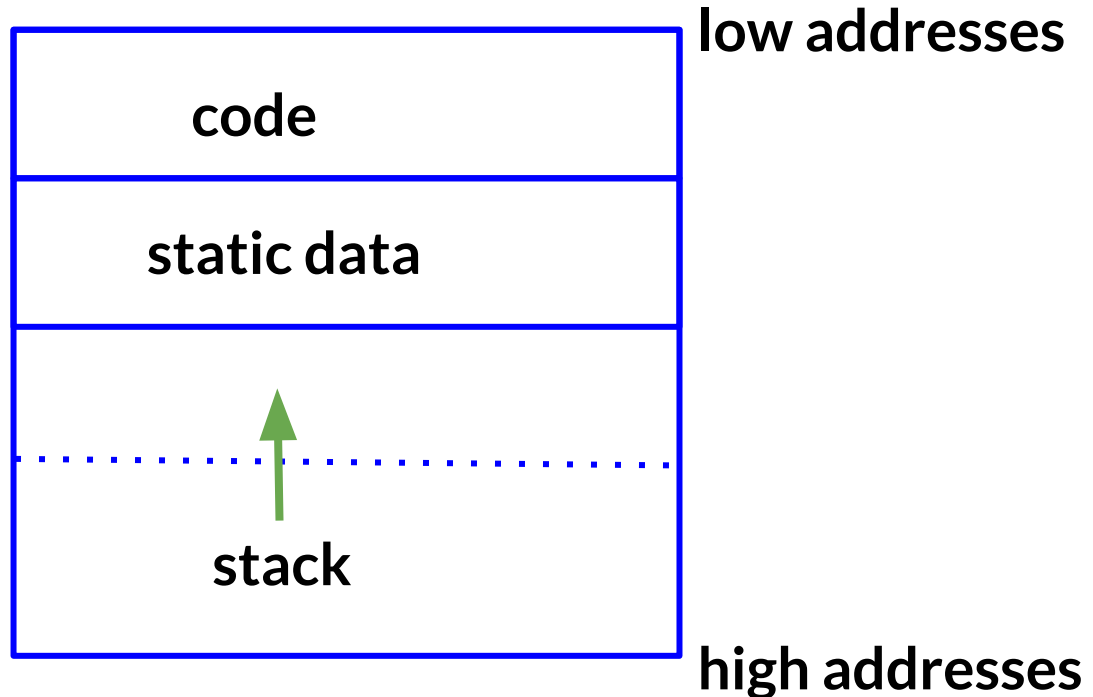 low addresses
code
static data
stack
high addresses